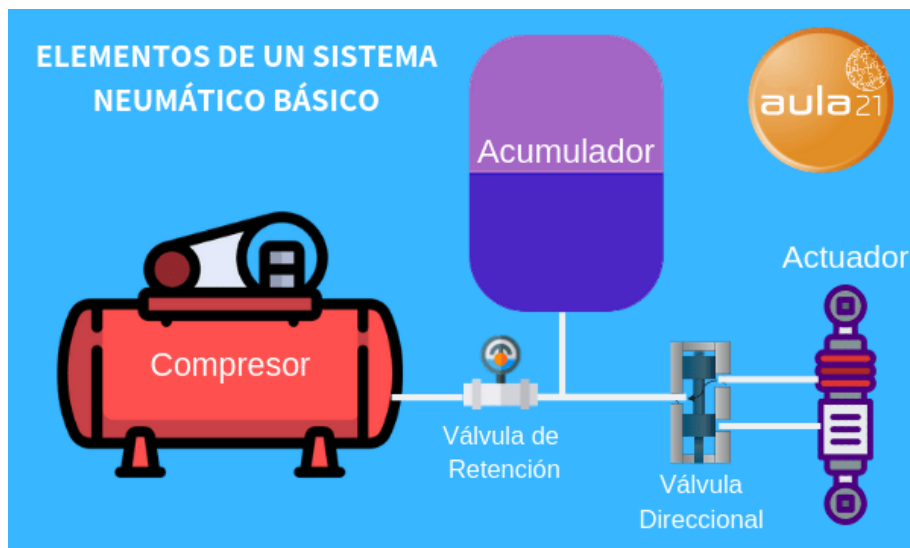 ELEMENTOS DE UN SISTEMA
NEUMÁTICO BÁSICO
aula21
Acumulador
Actuador
Compresor
Válvula de
Retención
Válvula
Direccional